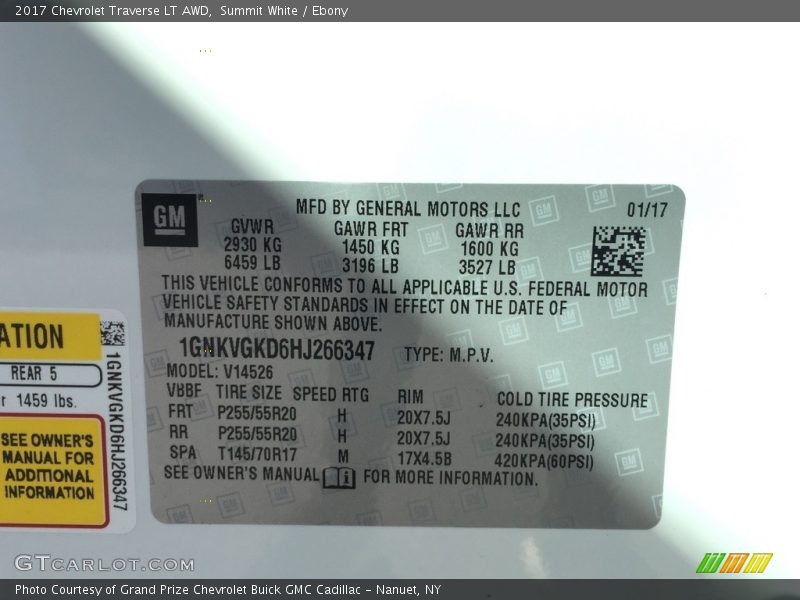 2017 Chevrolet Traverse LT AWD, Summit White / Ebony
GM
MFD BY GENERAL MOTORS LLC 01/17
GVWR GAWR FRT GAWR RR
2930 KG 1450 KG 1600 KG
6459 LB 3196 LB 3527 LB
THIS VEHICLE CONFORMS TO ALL APPLICABLE U.S. FEDERAL MOTOR
VEHICLE SAFETY STANDARDS IN EFFECT ON THE DATE OF
MANUFACTURE SHOWN ABOVE.
1GNKVGKD6HJ266347 TYPE: M.P.V.
MODEL: V14526
VBBF TIRE SIZE SPEED RTG RIM COLD TIRE PRESSURE
FRT P255/55R20 H 20X7.5J 240KPA(35PSI)
RR P255/55R20 H 20X7.5J 240KPA(35PSI)
SPA T145/70R17 M 17X4.5B 420KPA(60PSI)
SEE OWNER'S MANUAL i FOR MORE INFORMATION.
ATION
REAR 5
r 1459 lbs.
SEE OWNER'S
MANUAL FOR
ADDITIONAL
INFORMATION
1GNKVGKD6HJ266347
GTCARLOT.COM
Photo Courtesy of Grand Prize Chevrolet Buick GMC Cadillac - Nanuet, NY